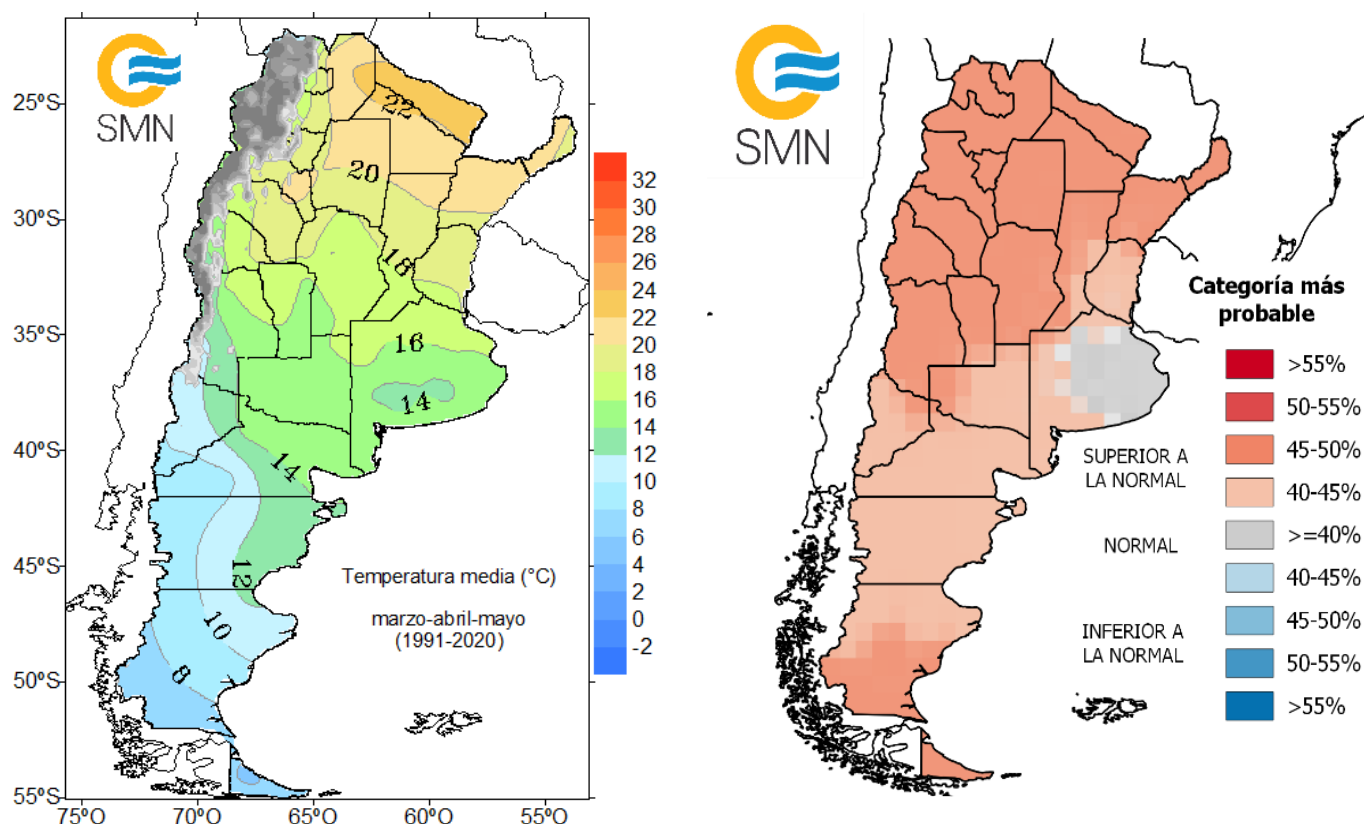 SMN
25ºS
30ºS
35ºS
40ºS
45ºS
50ºS
55ºS
75ºO
70ºO
65ºO
60ºO
55ºO
22
20
18
16
14
14
12
10
8
Temperatura media (°C)
marzo-abril-mayo
(1991-2020)
32
30
28
26
24
22
20
18
16
14
12
10
8
6
4
2
0
-2
SMN
Categoría más
probable
>55%
50-55%
45-50%
40-45%
>=40%
40-45%
45-50%
50-55%
>55%
SUPERIOR A
LA NORMAL
NORMAL
INFERIOR A
LA NORMAL